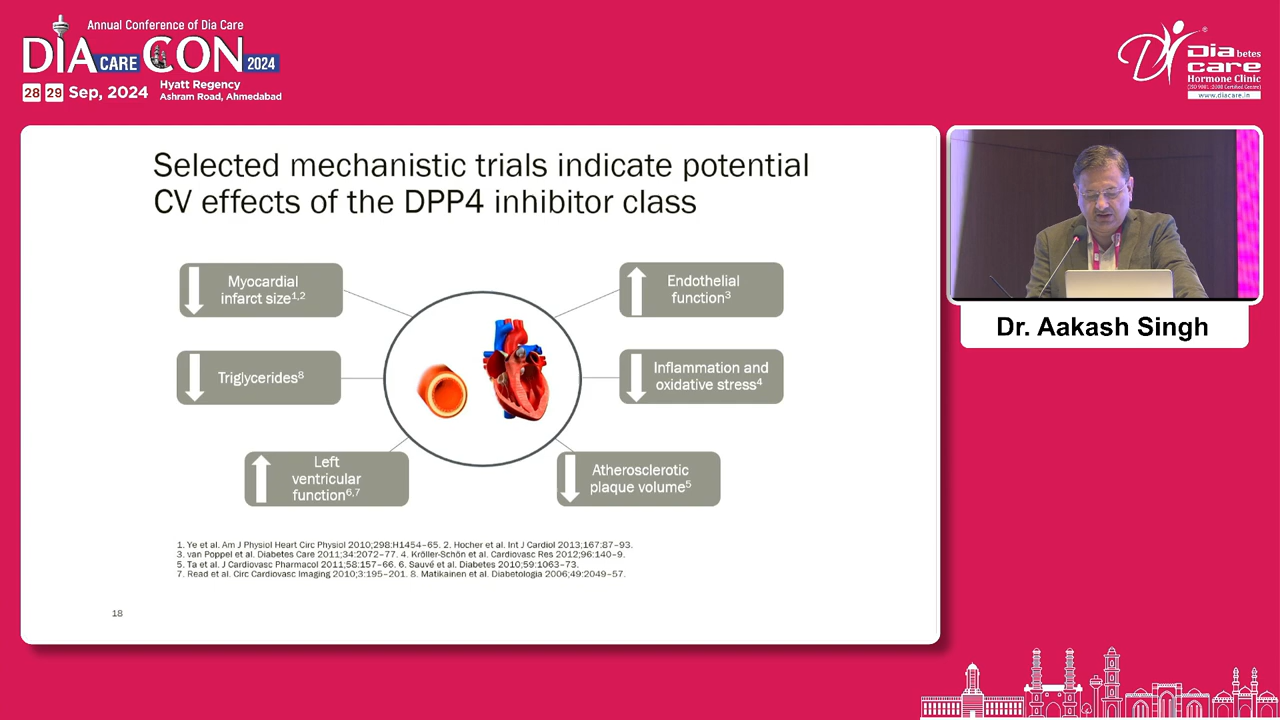 Annual Conference of Dia Care
DIA CARE CON 2024
28 29 Sep, 2024
Hyatt Regency
Ashram Road, Ahmedabad
Diabetes
care
Hormone Clinic
(ISO 9001:2008 Certified Centre)
www.diacare.in
Selected mechanistic trials indicate potential
CV effects of the DPP4 inhibitor class
Myocardial
infarct size1,2
Endothelial
function3
Triglycerides8
Inflammation and
oxidative stress4
Left
ventricular
function6,7
Atherosclerotic
plaque volume5
1. Ye et al. Am J Physiol Heart Circ Physiol 2010;298:H1454–65. 2. Hocher et al. Int J Cardiol 2013;167:87–93.
3. van Poppel et al. Diabetes Care 2011;34:2072–77. 4. Kröller-Schön et al. Cardiovasc Res 2012;96:140–9.
5. Ta et al. J Cardiovasc Pharmacol 2011;58:157–66. 6. Sauvé et al. Diabetes 2010;59:1063–73.
7. Read et al. Circ Cardiovasc Imaging 2010;3:195–201. 8. Matikainen et al. Diabetologia 2006;49:2049–57.
18
Dr. Aakash Singh